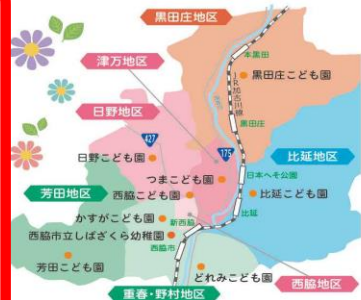 黒田庄地区
本黒田
津万地区
黒田庄こども園
JR加古川線
日野地区
黒田庄
427
175
比延地区
日野こども園
日本へそ公園
つまこども園
芳田地区
西脇こども園
比延こども園
かすがこども園
新西脇
比延
西脇市立しばざくら幼稚園
西脇市
芳田こども園
どれみこども園
西脇地区
重春・野村地区